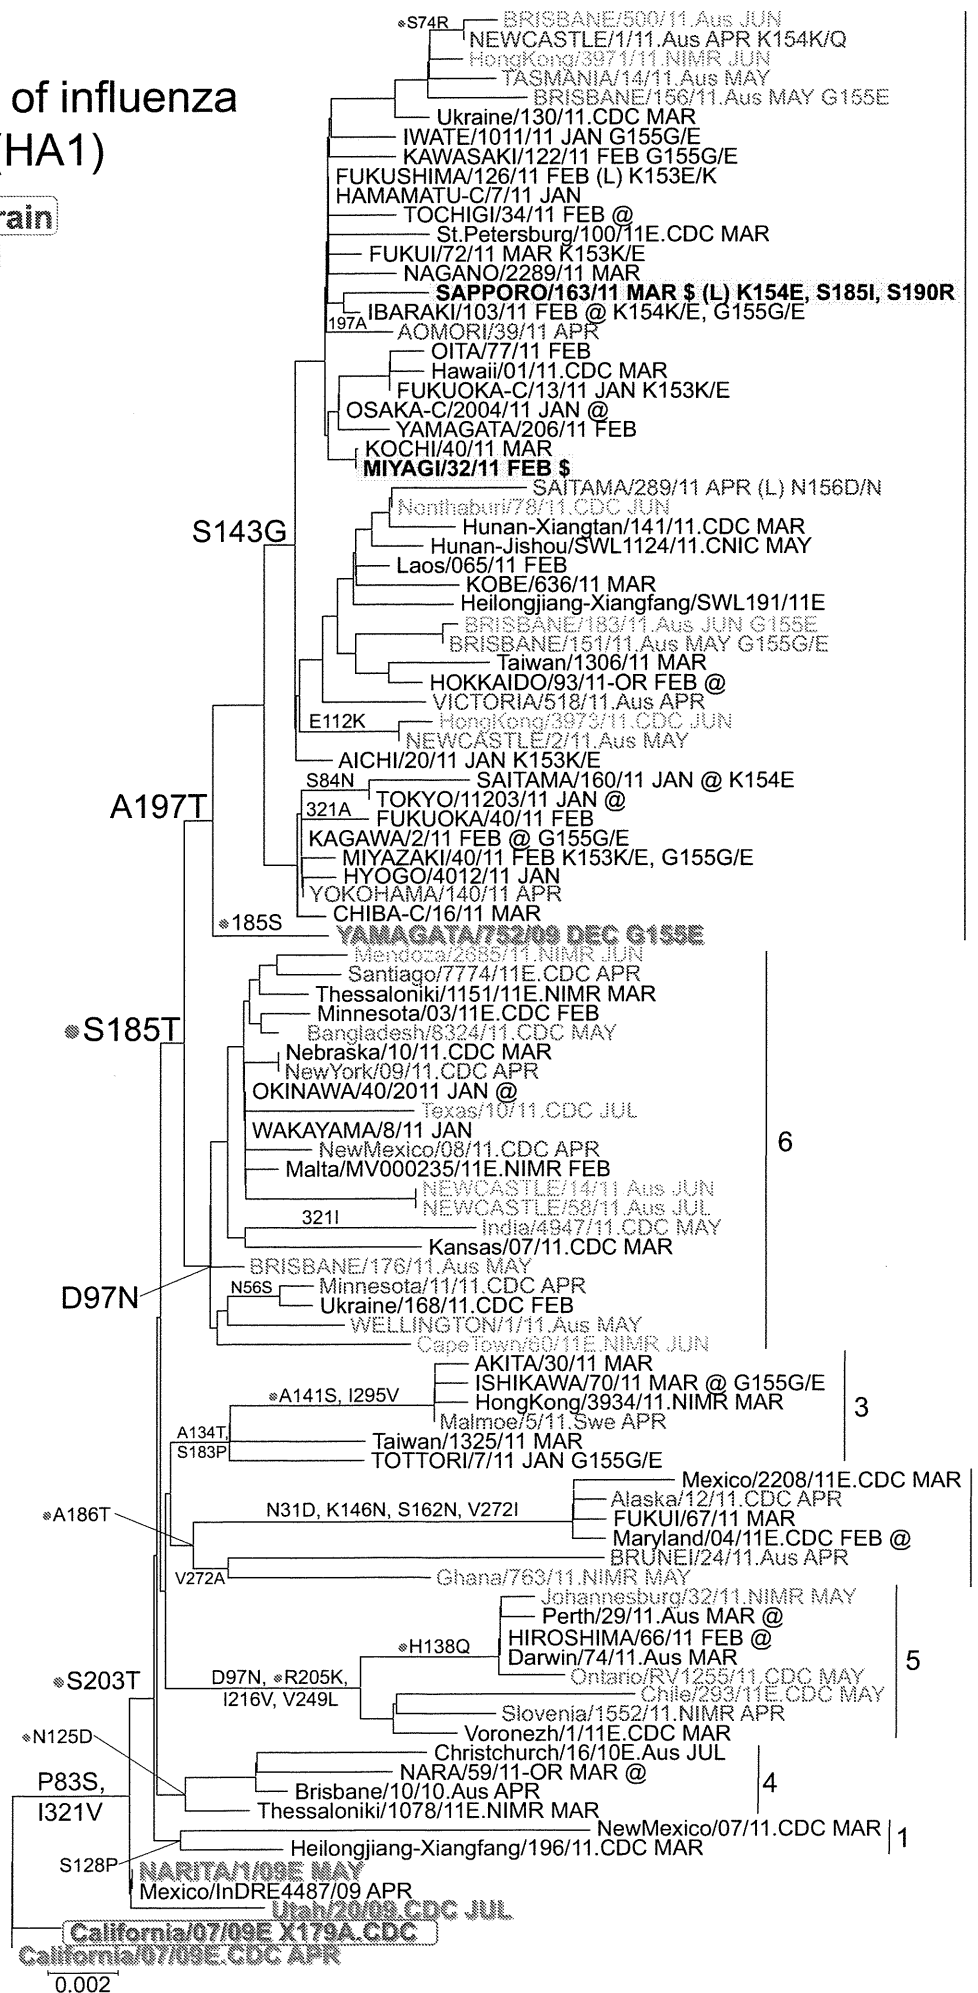 S74R
BRISBANE/500/11.Aus JUN
NEWCASTLE/1/11.Aus APR K154K/Q
HongKong/3971/11.NIMR JUN
TASMANIA/14/11.Aus MAY
of influenza
BRISBANE/156/11.Aus MAY G155E
Ukraine/130/11.CDC MAR
IWATE/1011/11 JAN G155G/E
(HA1)
KAWASAKI/122/11 FEB G155G/E
FUKUSHIMA/126/11 FEB (L) K153E/K
HAMAMATU-C/7/11 JAN
rain
TOCHIGI/34/11 FEB @
St.Petersburg/100/11E.CDC MAR
FUKUI/72/11 MAR K153K/E
NAGANO/2289/11 MAR
SAPPORO/163/11 MAR $ (L) K154E, S185I, S190R
IBARAKI/103/11 FEB @ K154K/E, G155G/E
197A
AOMORI/39/11 APR
OITA/77/11 FEB
Hawaii/01/11.CDC MAR
FUKUOKA-C/13/11 JAN K153K/E
OSAKA-C/2004/11 JAN @
YAMAGATA/206/11 FEB
KOCHI/40/11 MAR
MIYAGI/32/11 FEB $
SAITAMA/289/11 APR (L) N156D/N
Nonthaburi/78/11.CDC JUN
S143G
Hunan-Xiangtan/141/11.CDC MAR
Hunan-Jishou/SWL1124/11.CNIC MAY
Laos/065/11 FEB
KOBE/636/11 MAR
Heilongjiang-Xiangfang/SWL191/11E
BRISBANE/183/11.Aus JUN G155E
BRISBANE/151/11.Aus MAY G155G/E
Taiwan/1306/11 MAR
HOKKAIDO/93/11-OR FEB @
VICTORIA/518/11.Aus APR
E112K
HongKong/3973/11.CDC JUN
NEWCASTLE/2/11.Aus MAY
AICHI/20/11 JAN K153K/E
S84N
SAITAMA/160/11 JAN @ K154E
A197T
TOKYO/11203/11 JAN @
321A
FUKUOKA/40/11 FEB
KAGAWA/2/11 FEB @ G155G/E
MIYAZAKI/40/11 FEB K153K/E, G155G/E
HYOGO/4012/11 JAN
YOKOHAMA/140/11 APR
CHIBA-C/16/11 MAR
185S
YAMAGATA/752/09 DEC G155E
Mendoza/2685/11.NIMR JUN
Santiago/7774/11E.CDC APR
Thessaloniki/1151/11E.NIMR MAR
Minnesota/03/11E.CDC FEB
S185T
Bangladesh/8324/11.CDC MAY
Nebraska/10/11.CDC MAR
NewYork/09/11.CDC APR
OKINAWA/40/2011 JAN @
Texas/10/11.CDC JUL
WAKAYAMA/8/11 JAN
6
NewMexico/08/11.CDC APR
Malta/MV000235/11E.NIMR FEB
NEWCASTLE/14/11 Aus JUN
NEWCASTLE/58/11 Aus JUL
321I
India/4947/11.CDC MAY
Kansas/07/11.CDC MAR
BRISBANE/176/11.Aus MAY
D97N
N56S
Minnesota/11/11.CDC APR
Ukraine/168/11.CDC FEB
WELLINGTON/1/11.Aus MAY
CapeTown/60/11E.NIMR JUN
AKITA/30/11 MAR
ISHIKAWA/70/11 MAR @ G155G/E
A141S, I295V
HongKong/3934/11.NIMR MAR
3
Malmoe/5/11.Swe APR
A134T,
S183P
Taiwan/1325/11 MAR
TOTTORI/7/11 JAN G155G/E
Mexico/2208/11E.CDC MAR
Alaska/12/11.CDC APR
A186T
N31D, K146N, S162N, V272I
FUKUI/67/11 MAR
Maryland/04/11E.CDC FEB @
BRUNEI/24/11.Aus APR
V272A
Ghana/763/11.NIMR MAY
Johannesburg/32/11.NIMR MAY
Perth/29/11.Aus MAR @
HIROSHIMA/66/11 FEB @
H138Q
Darwin/74/11.Aus MAR
5
S203T
D97N, R205K,
I216V, V249L
Ontario/RV1255/11.CDC MAY
Chile/293/11E.CDC MAY
Slovenia/1552/11.NIMR APR
N125D
Voronezh/1/11E.CDC MAR
Christchurch/16/10E.Aus JUL
NARA/59/11-OR MAR @
4
P83S,
I321V
Brisbane/10/10.Aus APR
Thessaloniki/1078/11E.NIMR MAR
NewMexico/07/11.CDC MAR
1
Heilongjiang-Xiangfang/196/11.CDC MAR
S128P
NARITA/1/09E MAY
Mexico/InDRE4487/09 APR
Utah/20/09.CDC JUL
California/07/09E X179A.CDC
California/07/09E.CDC APR
0.002